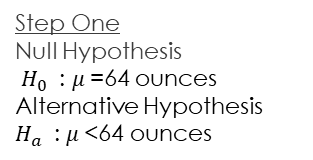 Step One
Null Hypothesis
H₀ : μ =64 ounces
Alternative Hypothesis
Hₐ : μ <64 ounces